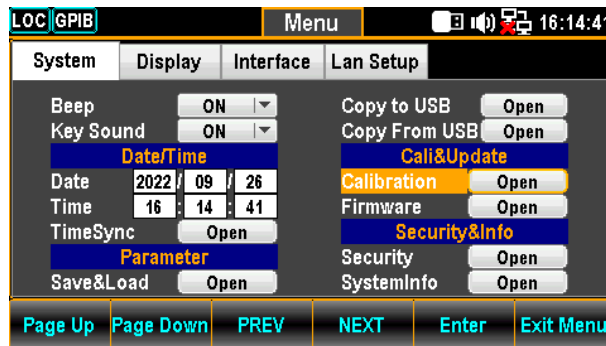 LOC GPIB Menu 16:14:41
System Display Interface Lan Setup
Beep ON
Key Sound ON
Date/Time
Date 2022 / 09 / 26
Time 16 : 14 : 41
TimeSync Open
Parameter
Save&Load Open
Copy to USB Open
Copy From USB Open
Cali&Update
Calibration Open
Firmware Open
Security&Info
Security Open
SystemInfo Open
Page Up Page Down PREV NEXT Enter Exit Menu